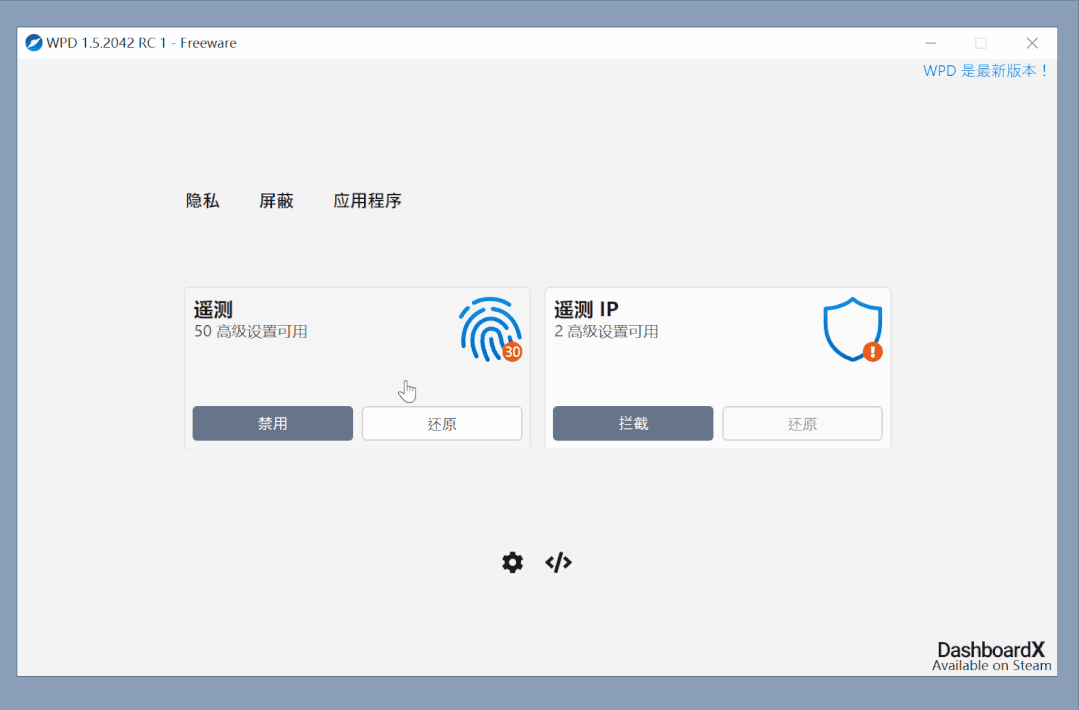 WPD 1.5.2042 RC 1 - Freeware
WPD 是最新版本！
隐私 屏蔽 应用程序
遥测
50 高级设置可用
30
禁用 还原
遥测 IP
2 高级设置可用
!
拦截 还原
</>
DashboardX
Available on Steam